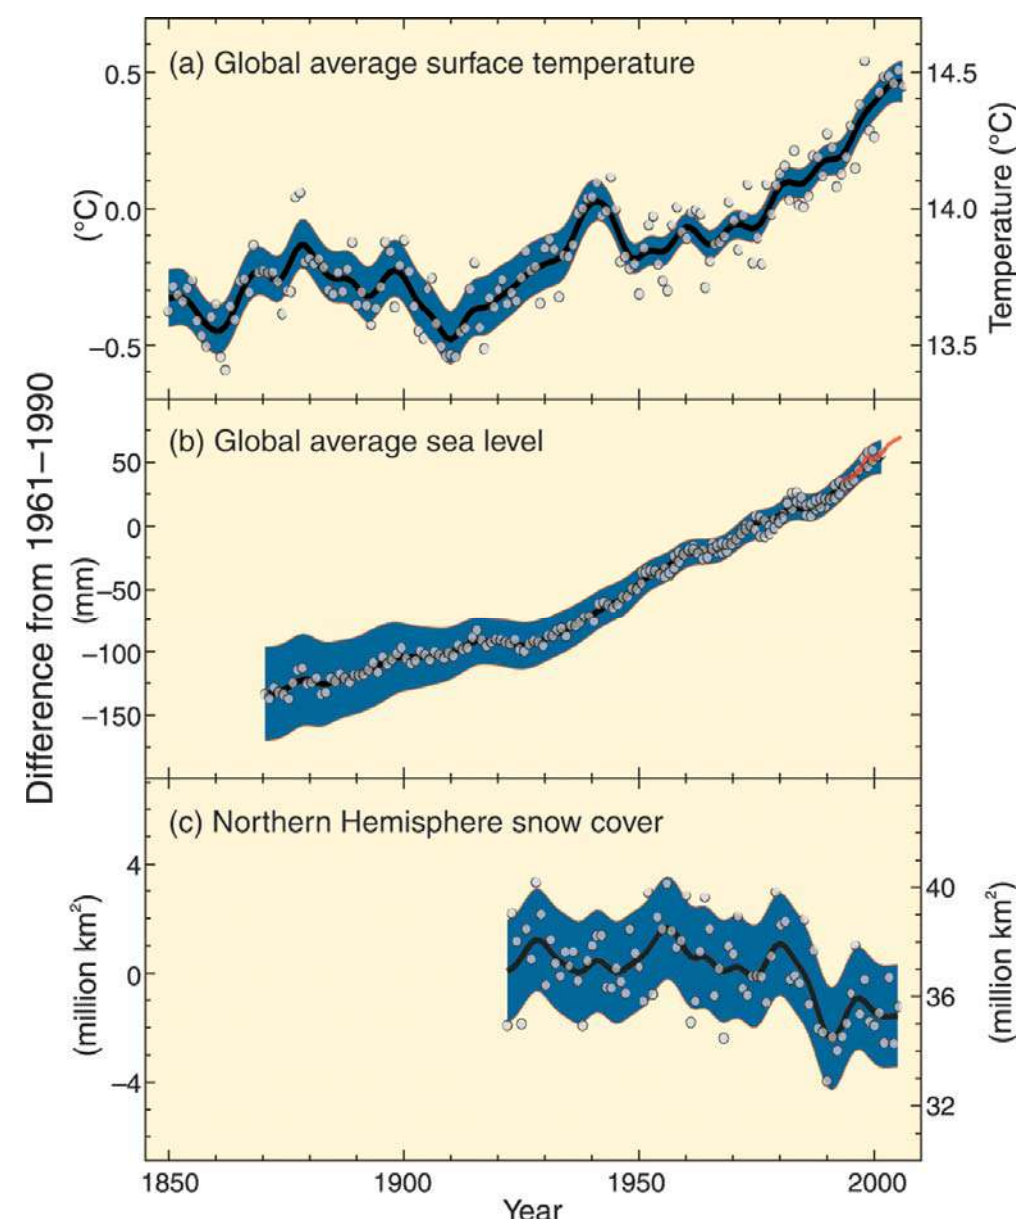 (a) Global average surface temperature
0.5
0.0
–0.5
(°C)
14.5
14.0
13.5
Temperature (°C)
Difference from 1961–1990
(b) Global average sea level
50
0
–50
–100
–150
(mm)
(c) Northern Hemisphere snow cover
4
0
–4
(million km²)
40
36
32
(million km²)
1850
1900
1950
2000
Year